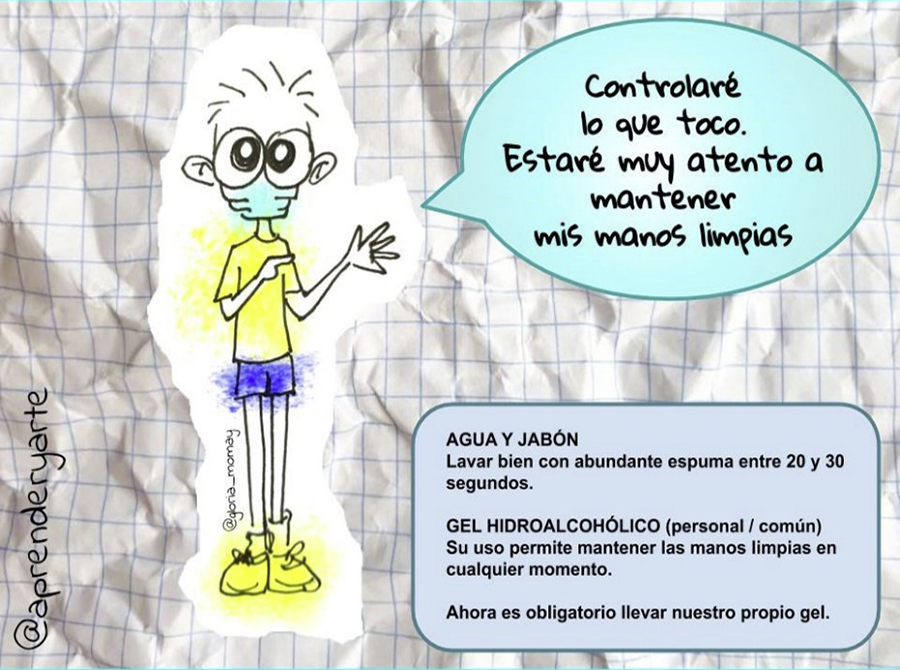 Controlaré
lo que toco.
Estaré muy atento a
mantener
mis manos limpias
AGUA Y JABÓN
Lavar bien con abundante espuma entre 20 y 30
segundos.
GEL HIDROALCOHÓLICO (personal / común)
Su uso permite mantener las manos limpias en
cualquier momento.
Ahora es obligatorio llevar nuestro propio gel.
@gloria_momay
@aprenderyarte